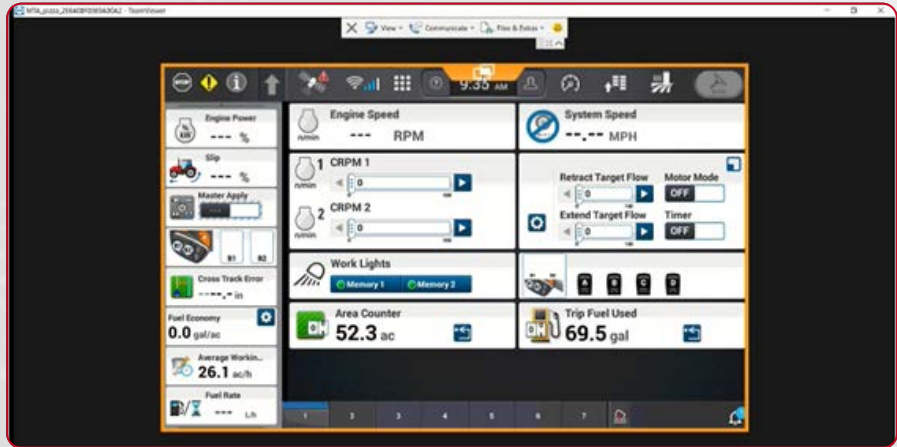 View
Communicate
Files & Extras
9:35 AM
Engine Power
--- %
Slip
--- %
Master Apply
B1 B2
Cross Track Error
----.- in
Fuel Economy
0.0 gal/ac
Average Workin...
26.1 ac/h
Fuel Rate
--- L/h
Engine Speed
n/min
--- RPM
System Speed
--.-- MPH
1 CRPM 1
n/min
0
2 CRPM 2
n/min
0
Retract Target Flow
0
Motor Mode
OFF
Extend Target Flow
0
Timer
OFF
Work Lights
Memory 1
Memory 2
A B C D
Area Counter
52.3 ac
Trip Fuel Used
69.5 gal
1 2 3 4 5 6 7